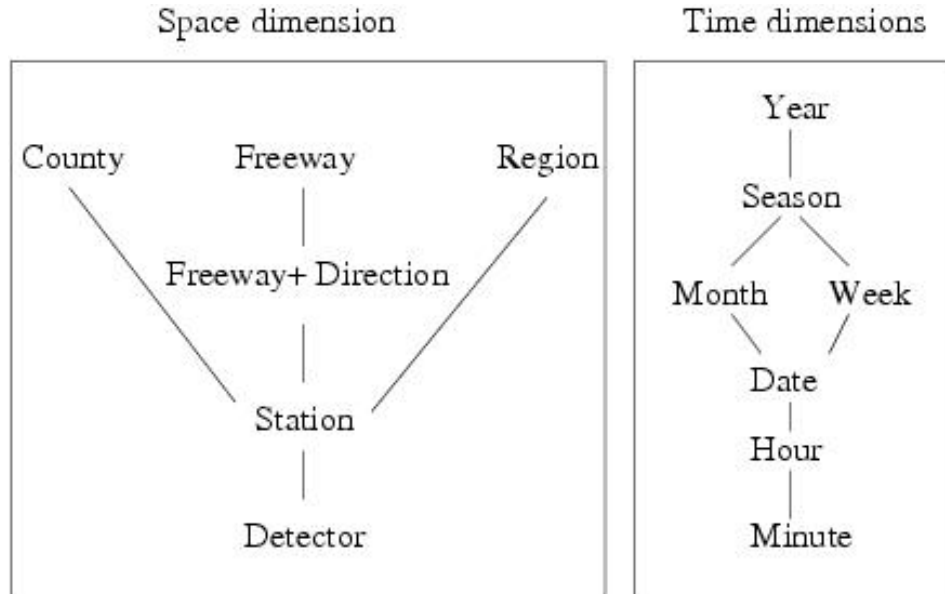 Space dimension
Time dimensions
County
Freeway
Region
Freeway+ Direction
Station
Detector
Year
Season
Month
Week
Date
Hour
Minute